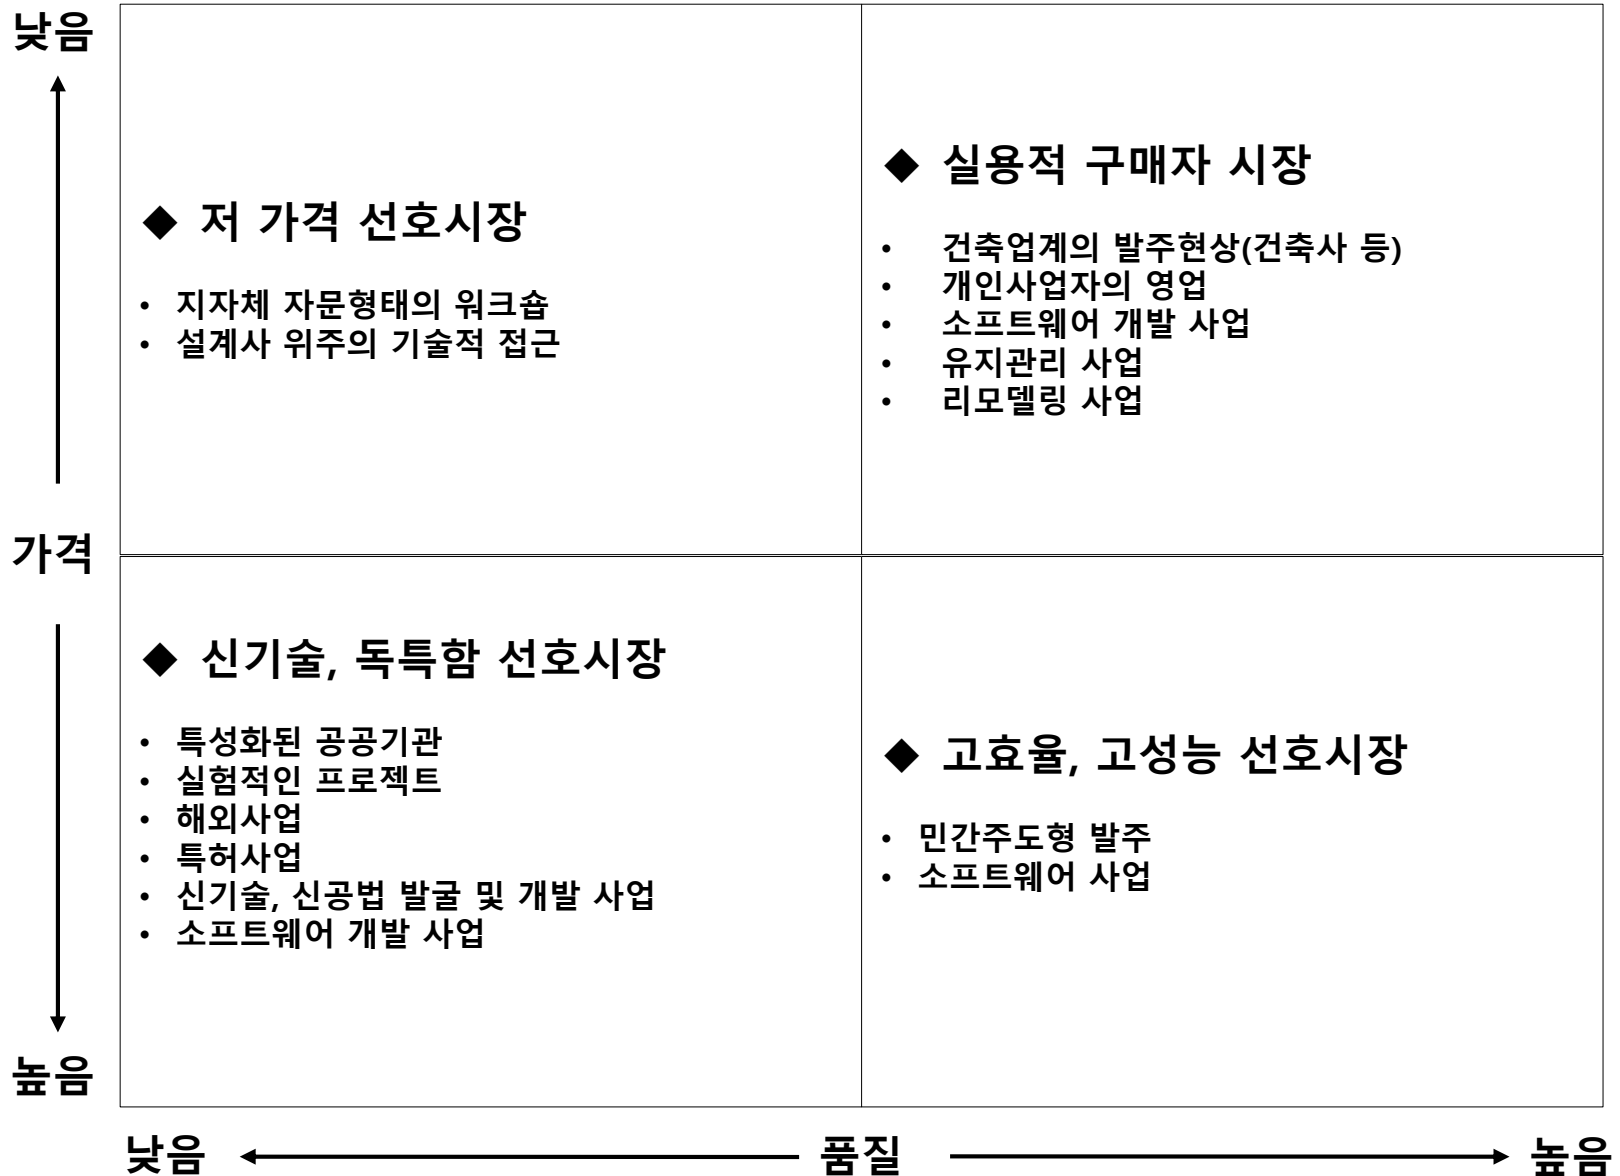 낮음
◆ 저 가격 선호시장
• 지자체 자문형태의 워크숍
• 설계사 위주의 기술적 접근
◆ 실용적 구매자 시장
• 건축업계의 발주현상(건축사 등)
• 개인사업자의 영업
• 소프트웨어 개발 사업
• 유지관리 사업
• 리모델링 사업
가격
◆ 신기술, 독특함 선호시장
• 특성화된 공공기관
• 실험적인 프로젝트
• 해외사업
• 특허사업
• 신기술, 신공법 발굴 및 개발 사업
• 소프트웨어 개발 사업
◆ 고효율, 고성능 선호시장
• 민간주도형 발주
• 소프트웨어 사업
높음
낮음 품질 높음